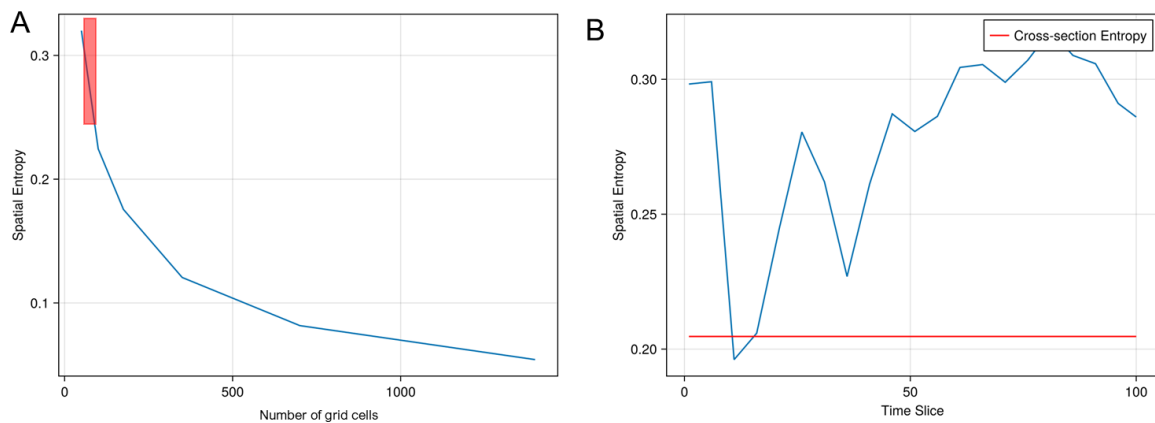 A
Spatial Entropy
0.3
0.2
0.1
0
500
1000
Number of grid cells
B
Cross-section Entropy
Spatial Entropy
0.30
0.25
0.20
0
50
100
Time Slice